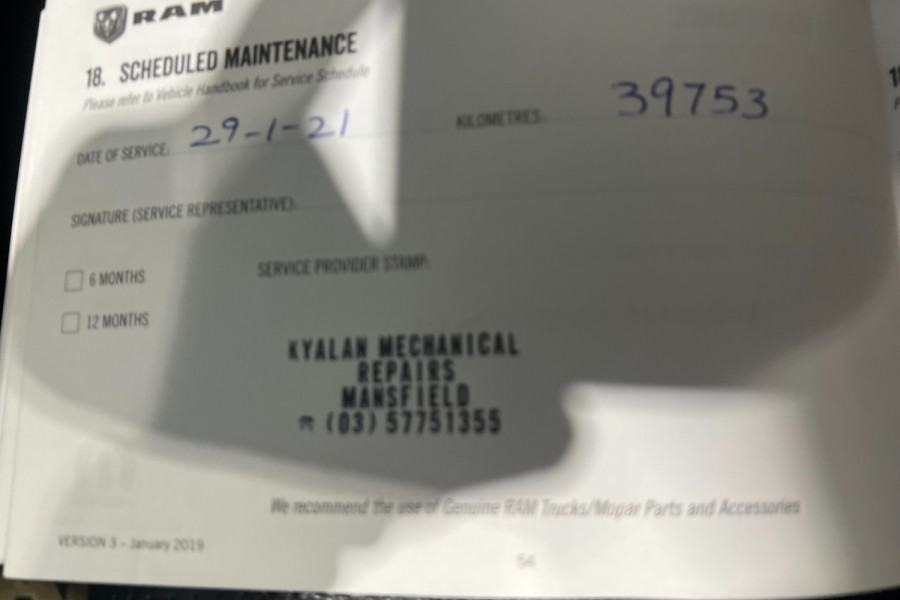 RAM
18. SCHEDULED MAINTENANCE
Please refer to Vehicle Handbook for Service Schedule
DATE OF SERVICE: 29-1-21 KILOMETRES: 39753
SIGNATURE (SERVICE REPRESENTATIVE):
6 MONTHS SERVICE PROVIDER STAMP:
12 MONTHS
KYALAN MECHANICAL
REPAIRS
MANSFIELD
☎ (03) 57751355
We recommend the use of Genuine RAM Trucks/Mopar Parts and Accessories
VERSION 3 – January 2019
54